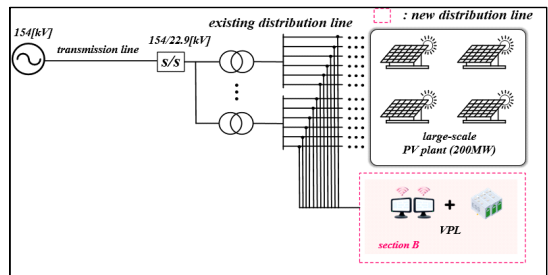 : new distribution line
existing distribution line
154[kV]
154/22.9[kV]
transmission line
s/s
large-scale
PV plant (200MW)
+
VPL
section B